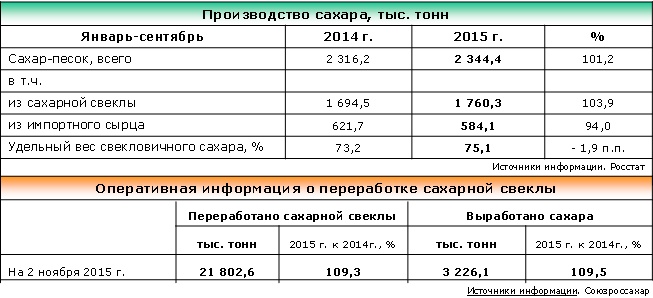 Производство сахара, тыс. тонн
Январь-сентябрь 2014 г. 2015 г. %
Сахар-песок, всего 2 316,2 2 344,4 101,2
в т.ч.
из сахарной свеклы 1 694,5 1 760,3 103,9
из импортного сырца 621,7 584,1 94,0
Удельный вес свекловичного сахара, % 73,2 75,1 - 1,9 п.п.
Источники информации. Росстат
Оперативная информация о переработке сахарной свеклы
Переработано сахарной свеклы Выработано сахара
тыс. тонн 2015 г. к 2014г., % тыс. тонн 2015 г. к 2014г., %
На 2 ноября 2015 г. 21 802,6 109,3 3 226,1 109,5
Источники информации. Союзроссахар